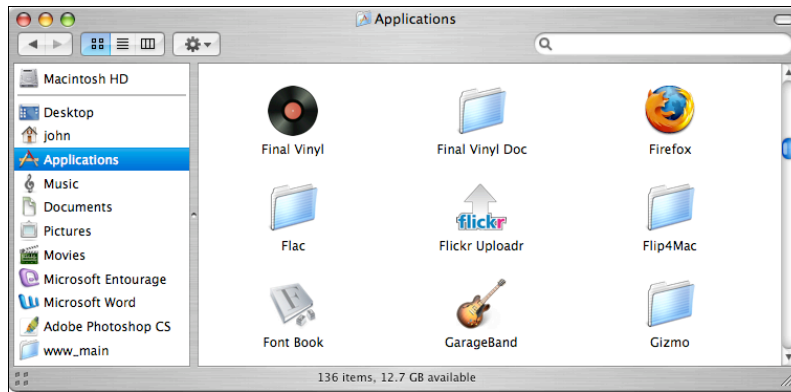 Applications
Macintosh HD
Desktop
john
Applications
Music
Documents
Pictures
Movies
Microsoft Entourage
Microsoft Word
Adobe Photoshop CS
www_main
Final Vinyl
Final Vinyl Doc
Firefox
Flac
flickr
Flickr Uploadr
Flip4Mac
Font Book
GarageBand
Gizmo
136 items, 12.7 GB available